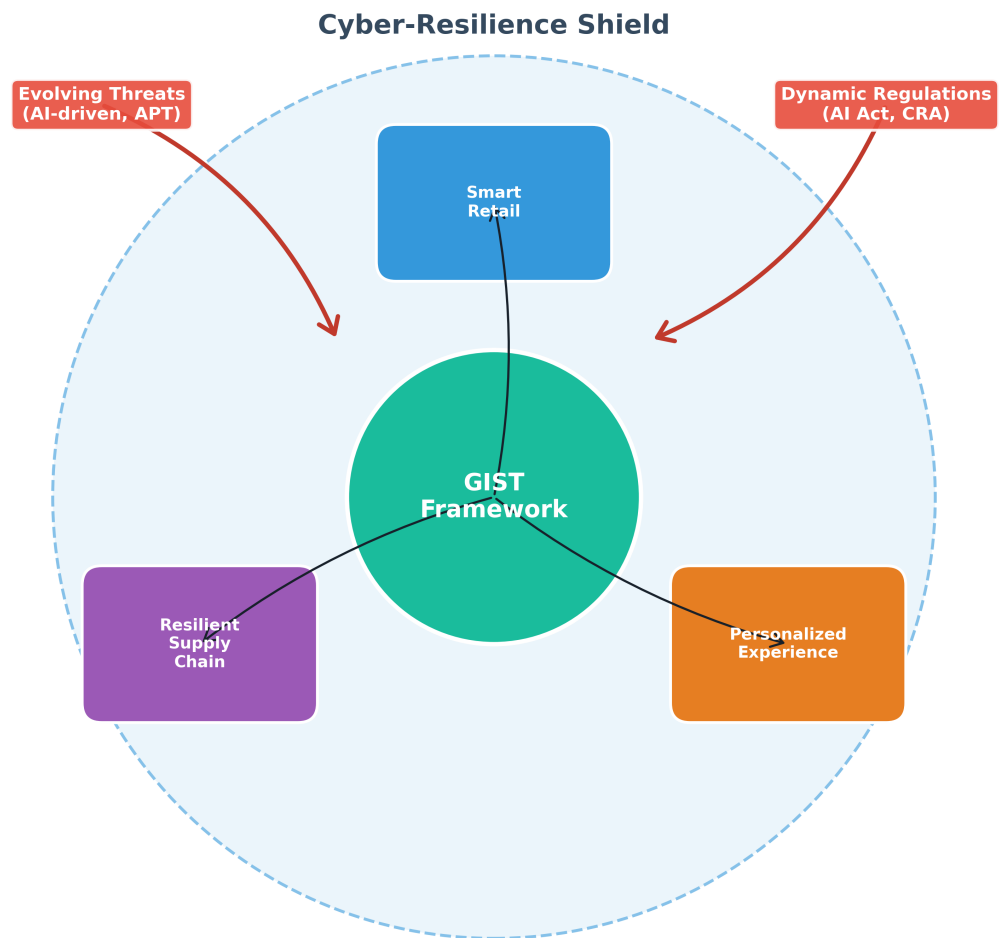 Cyber-Resilience Shield
Evolving Threats
(AI-driven, APT)
Dynamic Regulations
(AI Act, CRA)
Smart
Retail
GIST
Framework
Resilient
Supply
Chain
Personalized
Experience